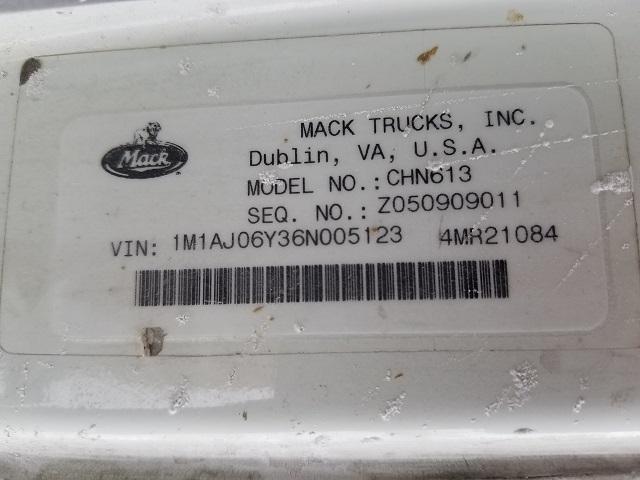 Mack
MACK TRUCKS, INC.
Dublin, VA, U.S.A.
MODEL NO.: CHN613
SEQ. NO.: Z050909011
VIN: 1M1AJ06Y36N005123 4MR21084